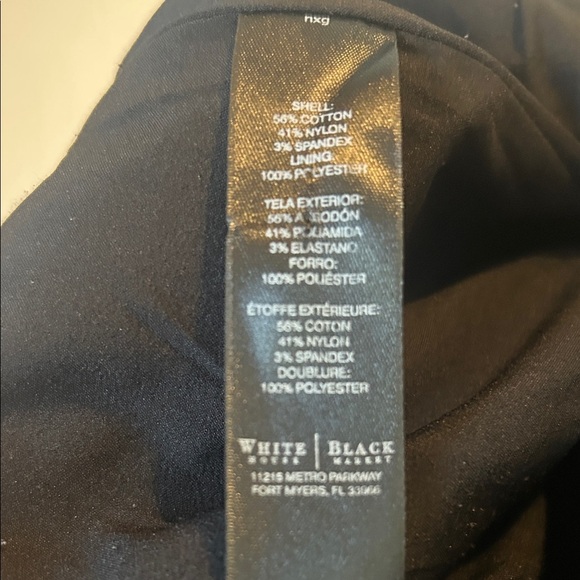 hxg
SHELL:
56% COTTON
41% NYLON
3% SPANDEX
LINING:
100% POLYESTER
TELA EXTERIOR:
56% ALGODÓN
41% POLIAMIDA
3% ELASTANO
FORRO:
100% POLIÉSTER
ÉTOFFE EXTÉRIEURE:
56% COTON
41% NYLON
3% SPANDEX
DOUBLURE:
100% POLYESTER
WHITE | BLACK
HOUSE MARKET
11215 METRO PARKWAY
FORT MYERS, FL 33966